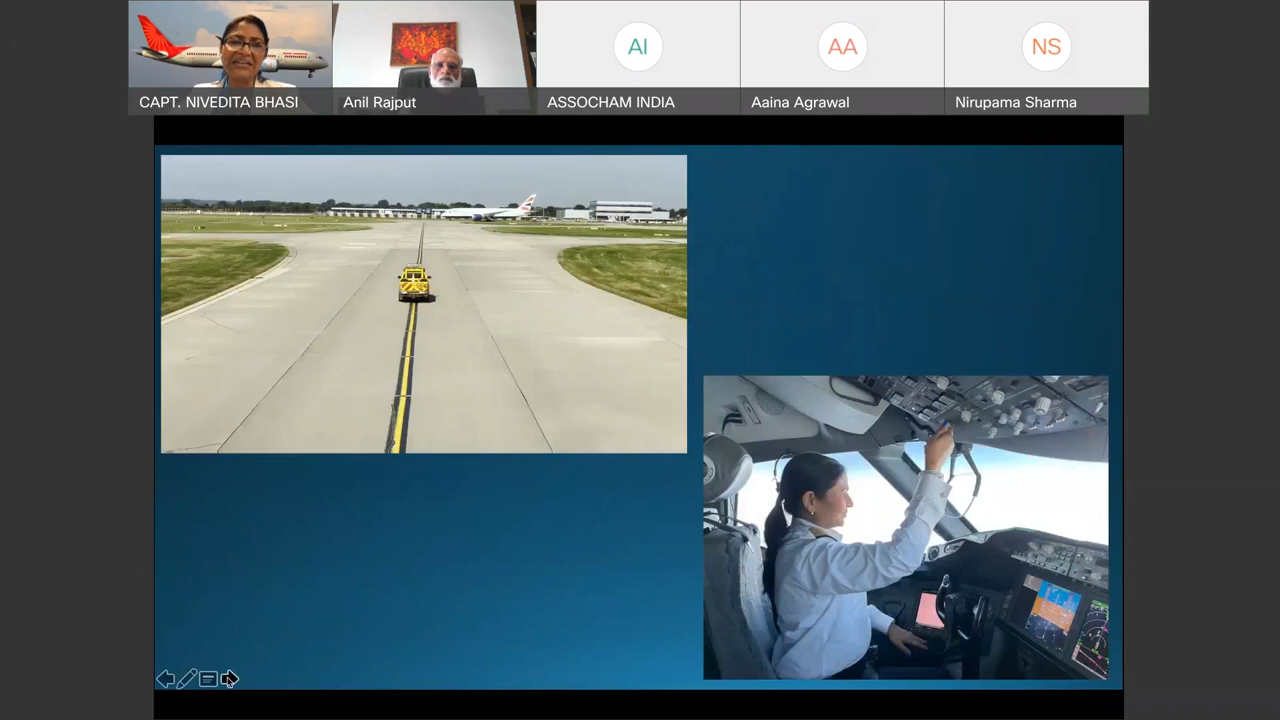 CAPT. NIVEDITA BHASI
Anil Rajput
AI
ASSOCHAM INDIA
AA
Aaina Agrawal
NS
Nirupama Sharma